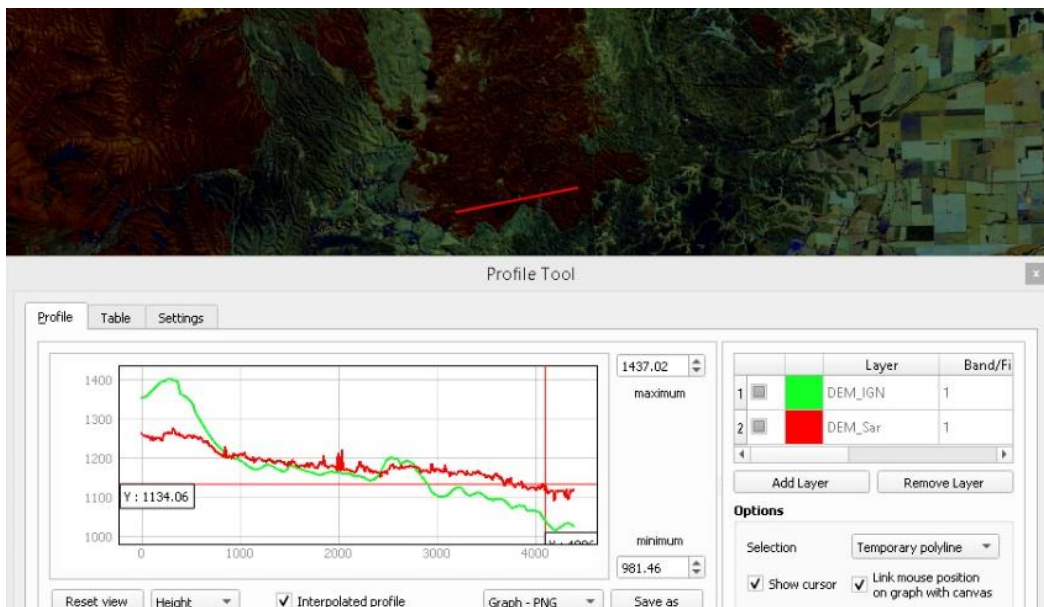 Profile Tool
x
Profile Table Settings
1400
1300
1200
1100
1000
Y : 1134.06
0 1000 2000 3000 4000
1437.02
maximum
minimum
981.46
Layer Band/Fi
1 DEM_IGN 1
2 DEM_Sar 1
Add Layer Remove Layer
Options
Selection Temporary polyline
Show cursor Link mouse position
on graph with canvas
Reset view Height Interpolated profile Graph - PNG Save as